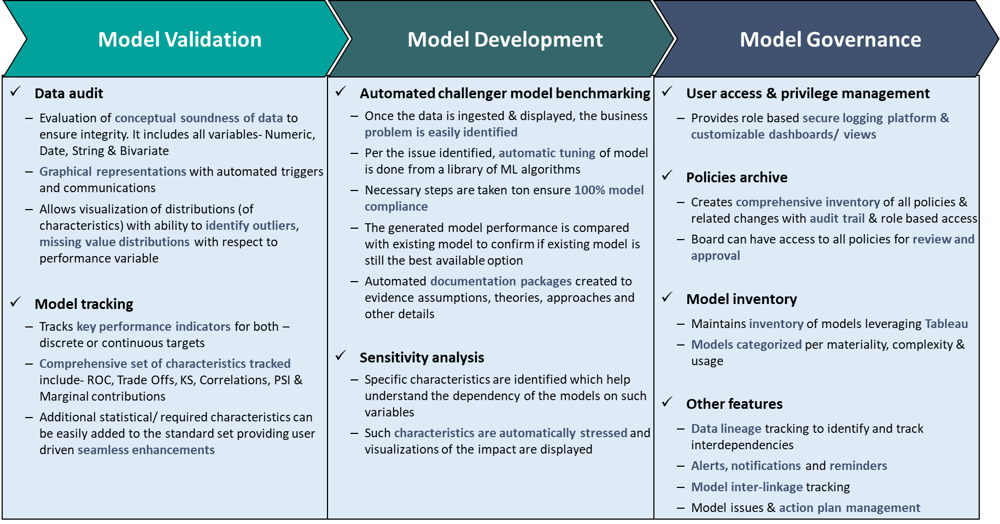 Model Validation
Model Development
Model Governance
✓ Data audit
– Evaluation of conceptual soundness of data to
ensure integrity. It includes all variables- Numeric,
Date, String & Bivariate
– Graphical representations with automated triggers
and communications
– Allows visualization of distributions (of
characteristics) with ability to identify outliers,
missing value distributions with respect to
performance variable
✓ Model tracking
– Tracks key performance indicators for both –
discrete or continuous targets
– Comprehensive set of characteristics tracked
include- ROC, Trade Offs, KS, Correlations, PSI &
Marginal contributions
– Additional statistical/ required characteristics can
be easily added to the standard set providing user
driven seamless enhancements
✓ Automated challenger model benchmarking
– Once the data is ingested & displayed, the business
problem is easily identified
– Per the issue identified, automatic tuning of model
is done from a library of ML algorithms
– Necessary steps are taken ton ensure 100% model
compliance
– The generated model performance is compared
with existing model to confirm if existing model is
still the best available option
– Automated documentation packages created to
evidence assumptions, theories, approaches and
other details
✓ Sensitivity analysis
– Specific characteristics are identified which help
understand the dependency of the models on such
variables
– Such characteristics are automatically stressed and
visualizations of the impact are displayed
✓ User access & privilege management
– Provides role based secure logging platform &
customizable dashboards/ views
✓ Policies archive
– Creates comprehensive inventory of all policies &
related changes with audit trail & role based access
– Board can have access to all policies for review and
approval
✓ Model inventory
– Maintains inventory of models leveraging Tableau
– Models categorized per materiality, complexity &
usage
✓ Other features
– Data lineage tracking to identify and track
interdependencies
– Alerts, notifications and reminders
– Model inter-linkage tracking
– Model issues & action plan management